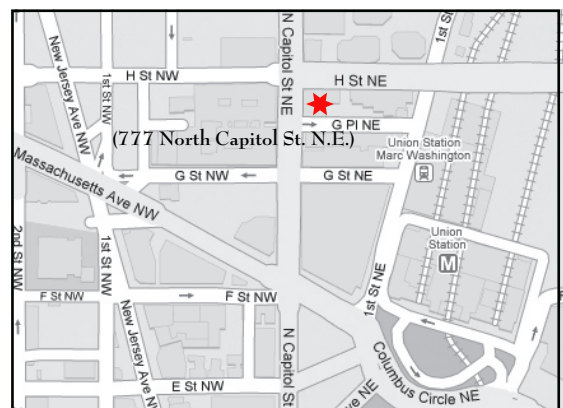 N Capitol St NE
1st St
New Jersey Ave NW
H St NW
1st St NW
H St NE
G Pl NE
(777 North Capitol St. N.E.)
Union Station
Marc Washington
Massachusetts Ave NW
G St NW
G St NE
2nd St NW
1st St NW
Union
Station
M
1st St NE
F St NW
F St NW
New Jersey Ave NW
N Capitol St
Columbus Circle NE
E St NW
ve NE